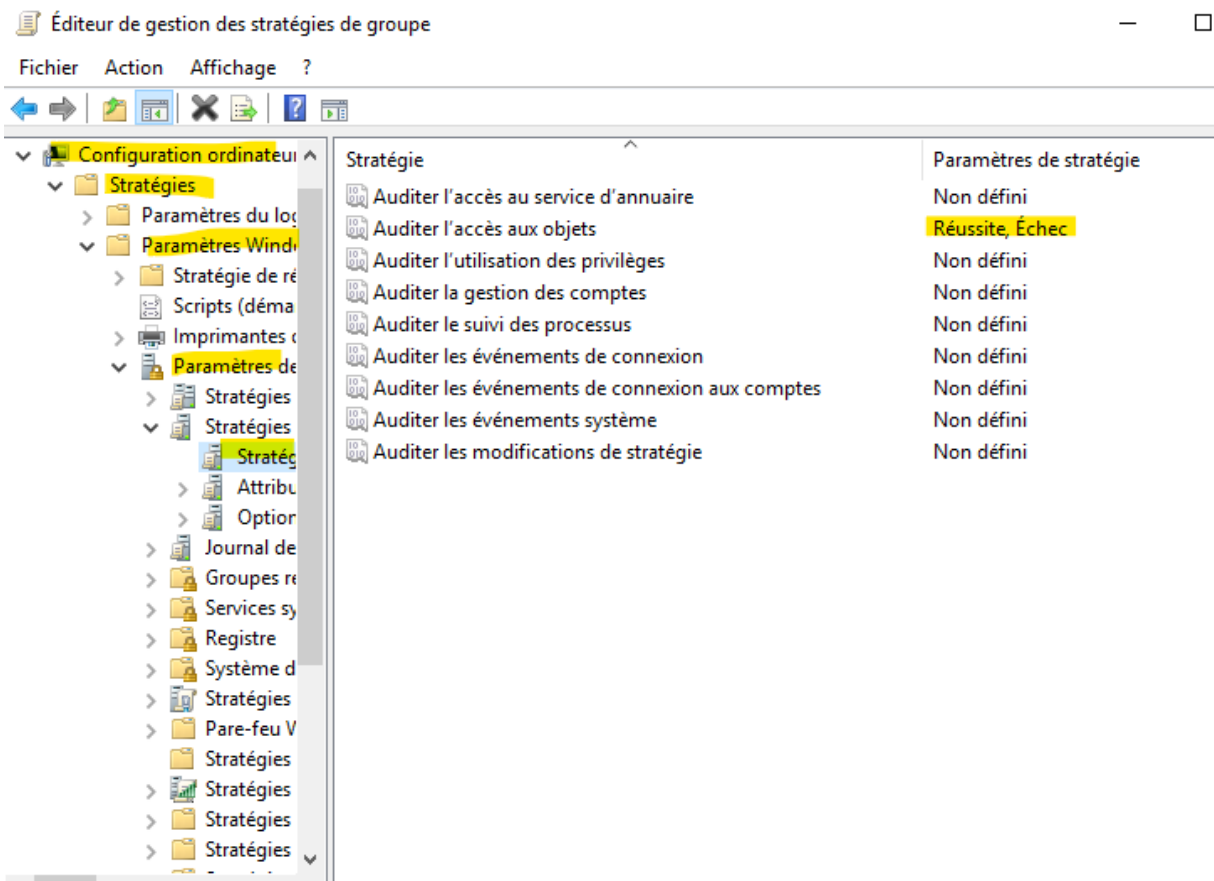 Éditeur de gestion des stratégies de groupe
Fichier Action Affichage ?
Configuration ordinateur
Stratégies
Paramètres du log
Paramètres Wind
Stratégie de ré
Scripts (déma
Imprimantes
Paramètres de
Stratégies
Stratégies
Stratég
Attribu
Option
Journal de
Groupes re
Services sy
Registre
Système d
Stratégies
Pare-feu W
Stratégies
Stratégies
Stratégies
Stratégies
Stratégie Paramètres de stratégie
Auditer l'accès au service d'annuaire Non défini
Auditer l'accès aux objets Réussite, Échec
Auditer l'utilisation des privilèges Non défini
Auditer la gestion des comptes Non défini
Auditer le suivi des processus Non défini
Auditer les événements de connexion Non défini
Auditer les événements de connexion aux comptes Non défini
Auditer les événements système Non défini
Auditer les modifications de stratégie Non défini